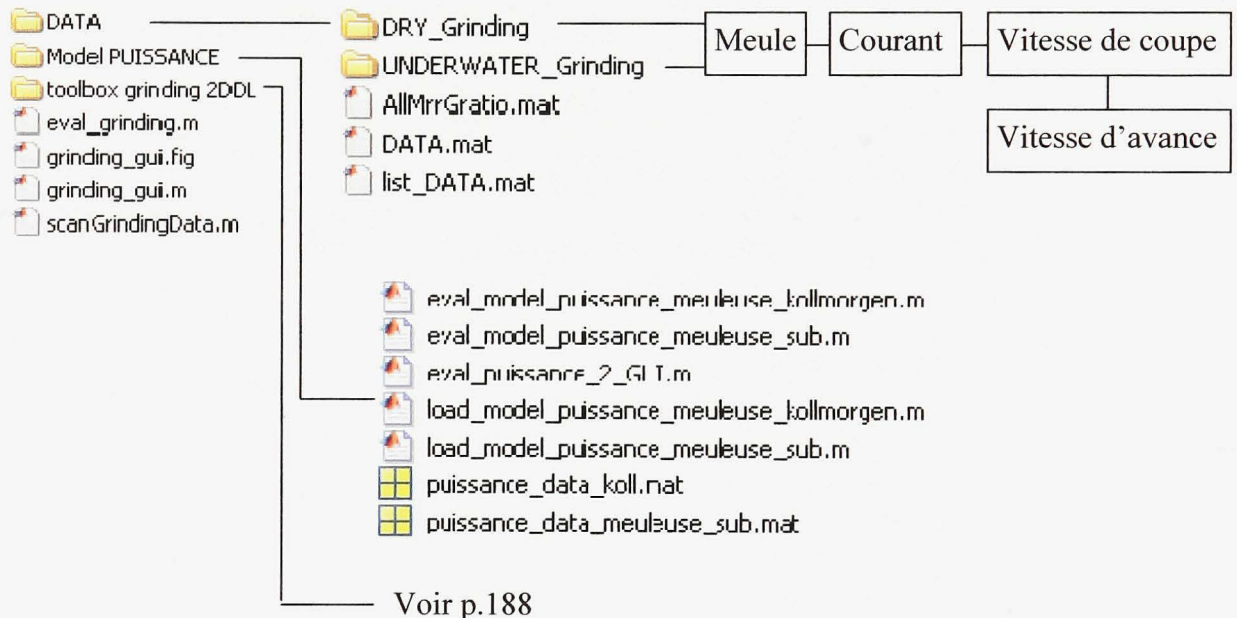 DATA
Model PUISSANCE
toolbox grinding 2DDL
eval_grinding.m
grinding_gui.fig
grinding_gui.m
scanGrindingData.m
DRY_Grinding
UNDERWATER_Grinding
AllMrrGratio.mat
DATA.mat
list_DATA.mat
Meule
Courant
Vitesse de coupe
Vitesse d'avance
eval_model_puissance_meuleuse_kollmorgen.m
eval_model_puissance_meuleuse_sub.m
load_model_puissance_meuleuse_kollmorgen.m
load_model_puissance_meuleuse_sub.m
puissance_data_koll.mat
puissance_data_meuleuse_sub.mat
Voir p.188